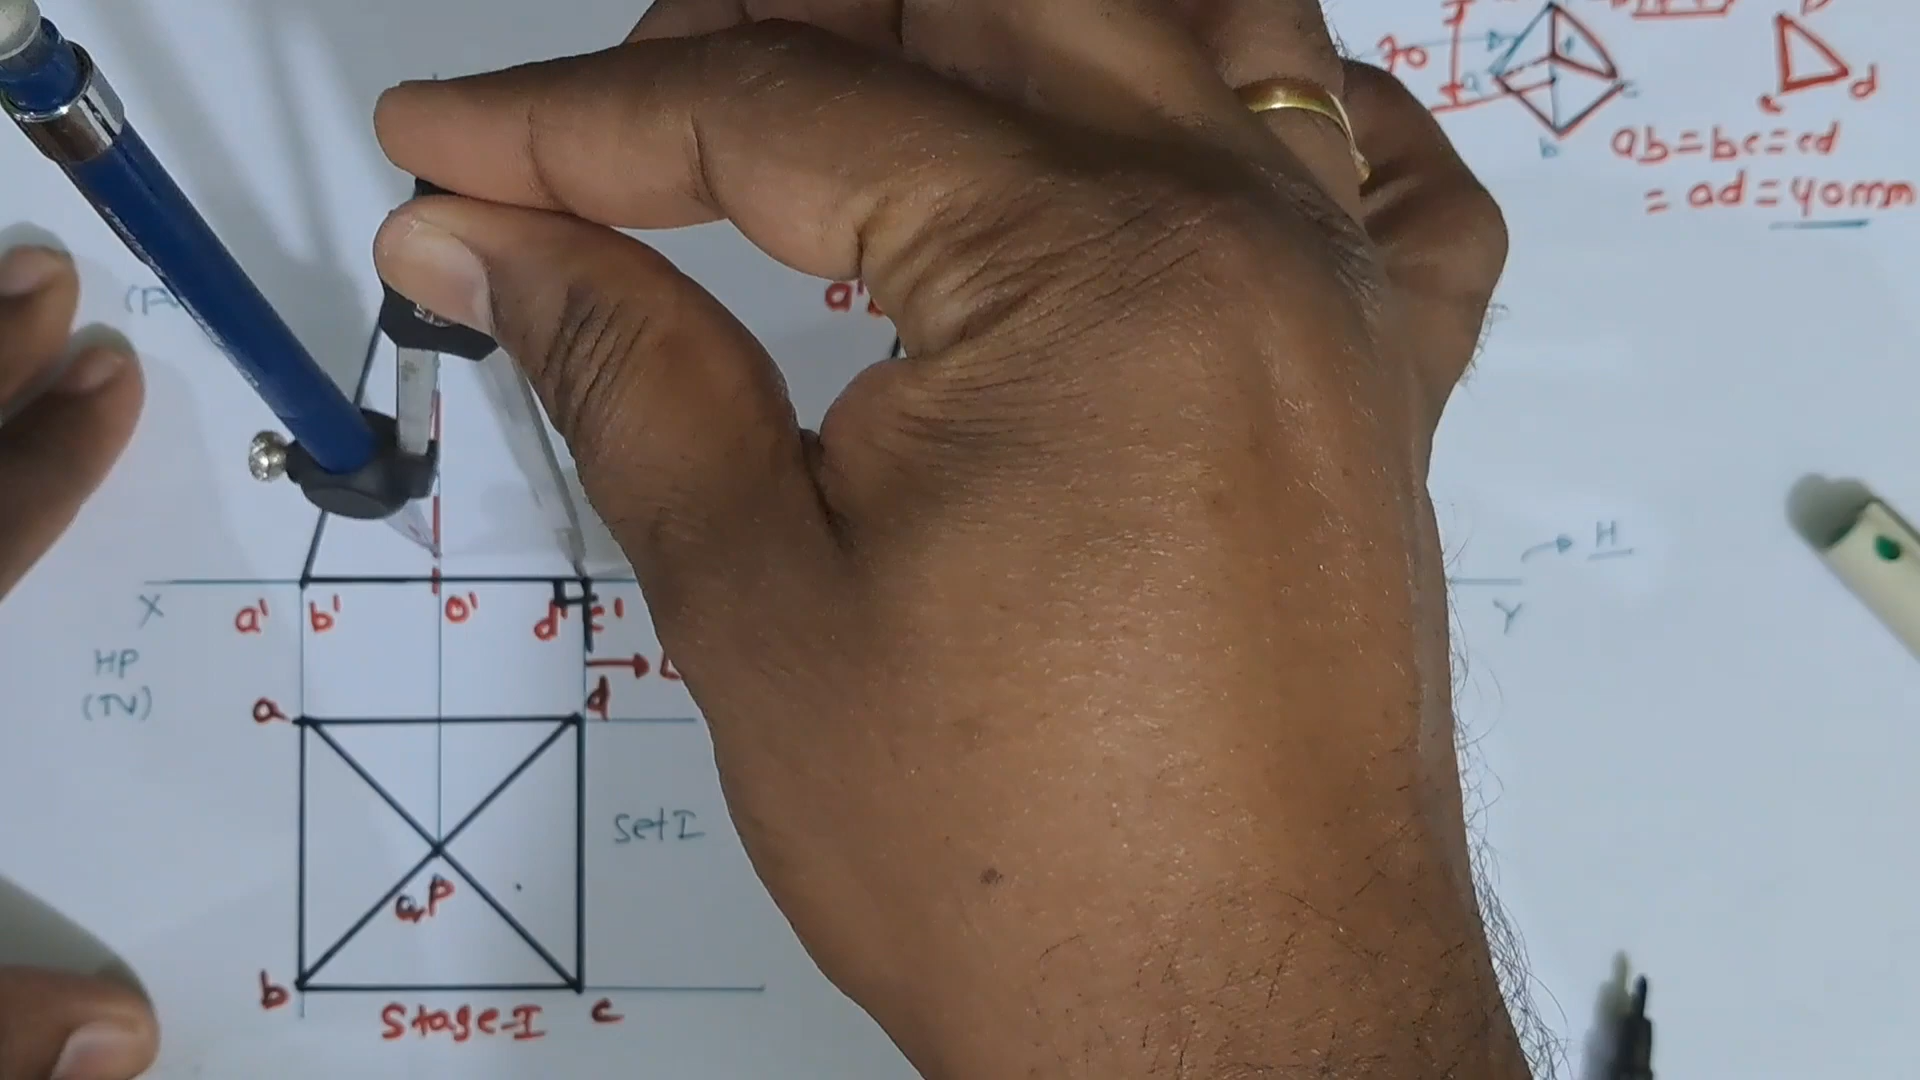 70
a
c
b
e
d
ab=bc=cd
= ad=40mm
H
X
a' b' o' d' c'
Y
HP
(TV)
a
d
Set I
o,P
b
c
Stage-I